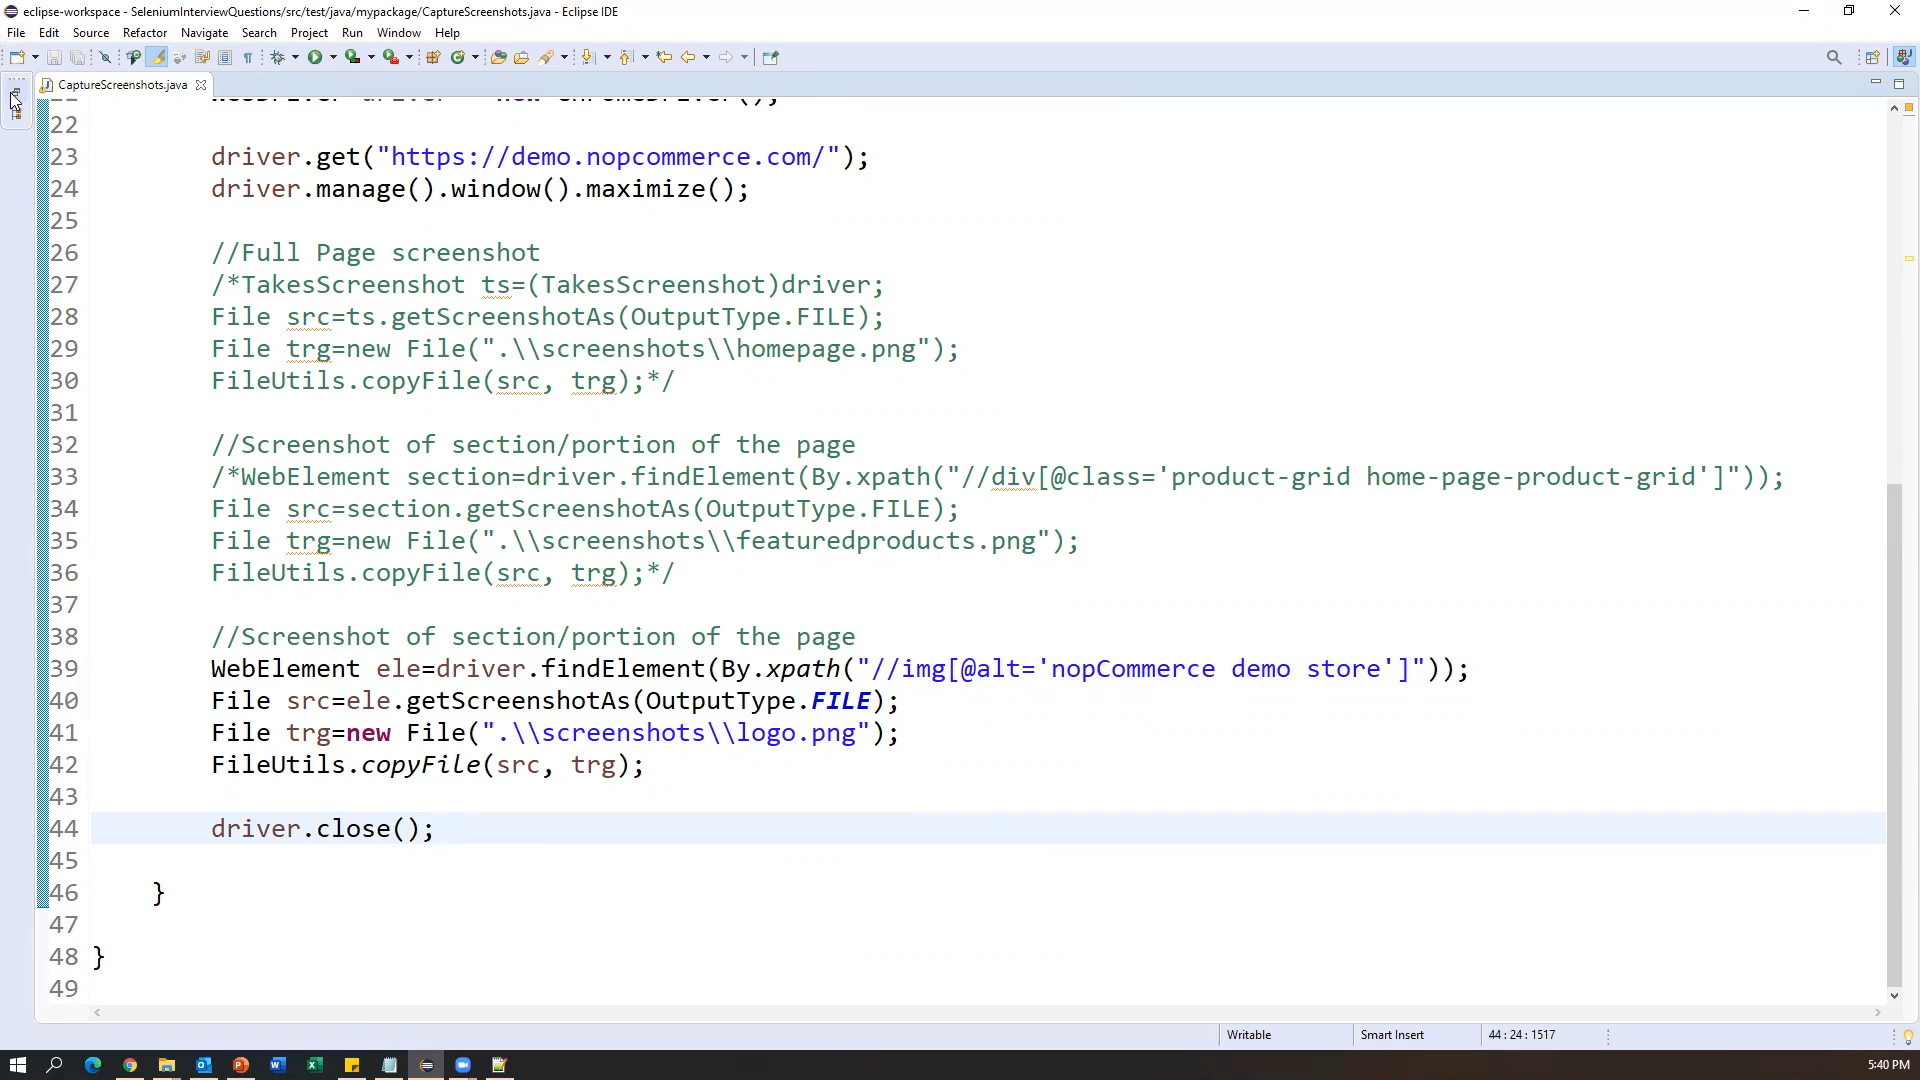 eclipse-workspace - SeleniumInterviewQuestions/src/test/java/mypackage/CaptureScreenshots.java - Eclipse IDE
File Edit Source Refactor Navigate Search Project Run Window Help
CaptureScreenshots.java
22
23 driver.get("https://demo.nopcommerce.com/");
24 driver.manage().window().maximize();
25
26 //Full Page screenshot
27 /*TakesScreenshot ts=(TakesScreenshot)driver;
28 File src=ts.getScreenshotAs(OutputType.FILE);
29 File trg=new File(".\\screenshots\\homepage.png");
30 FileUtils.copyFile(src, trg);*/
31
32 //Screenshot of section/portion of the page
33 /*WebElement section=driver.findElement(By.xpath("//div[@class='product-grid home-page-product-grid']"));
34 File src=section.getScreenshotAs(OutputType.FILE);
35 File trg=new File(".\\screenshots\\featuredproducts.png");
36 FileUtils.copyFile(src, trg);*/
37
38 //Screenshot of section/portion of the page
39 WebElement ele=driver.findElement(By.xpath("//img[@alt='nopCommerce demo store']"));
40 File src=ele.getScreenshotAs(OutputType.FILE);
41 File trg=new File(".\\screenshots\\logo.png");
42 FileUtils.copyFile(src, trg);
43
44 driver.close();
45
46 }
47
48 }
49
Writable Smart Insert 44 : 24 : 1517
5:40 PM